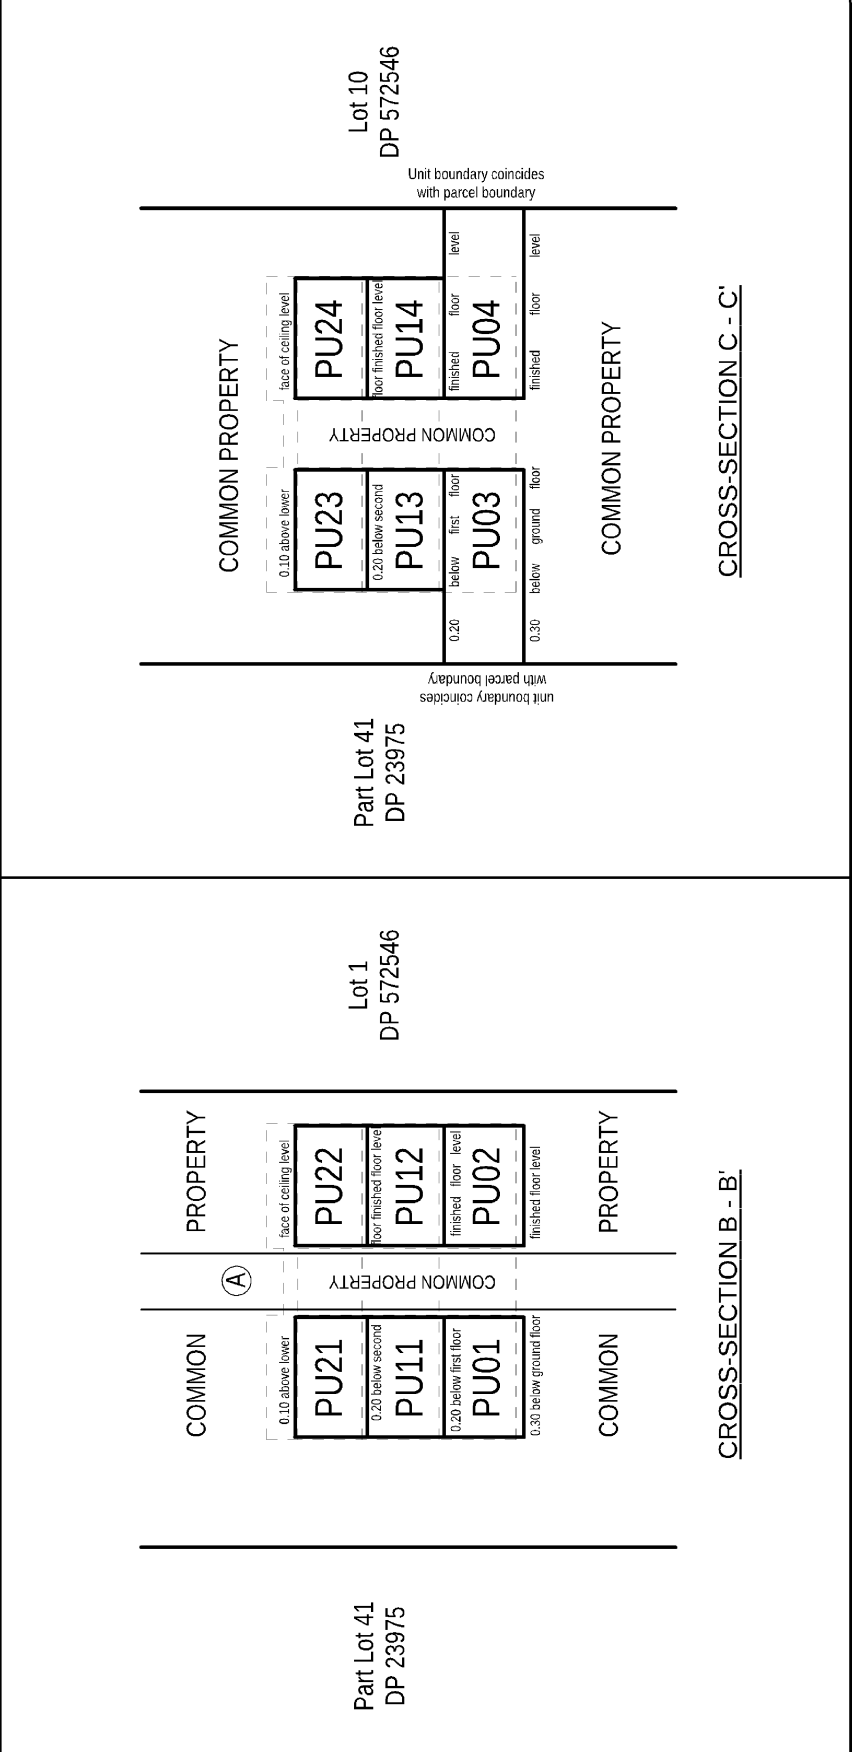 Part Lot 41
DP 23975
COMMON PROPERTY
A
0.10 above lower face of ceiling level
PU21 PU22
0.20 below second floor finished floor level
PU11 PU12
0.20 below first floor finished floor level
PU01 PU02
0.30 below ground floor finished floor level
COMMON PROPERTY
COMMON PROPERTY
Lot 1
DP 572546
CROSS-SECTION B - B'
Part Lot 41
DP 23975
unit boundary coincides
with parcel boundary
COMMON PROPERTY
0.10 above lower face of ceiling level
PU23 PU24
0.20 below second floor finished floor level
PU13 PU14
0.20 below first floor finished floor level
PU03 PU04
0.30 below ground floor finished floor level
COMMON PROPERTY
COMMON PROPERTY
Unit boundary coincides
with parcel boundary
Lot 10
DP 572546
CROSS-SECTION C - C'